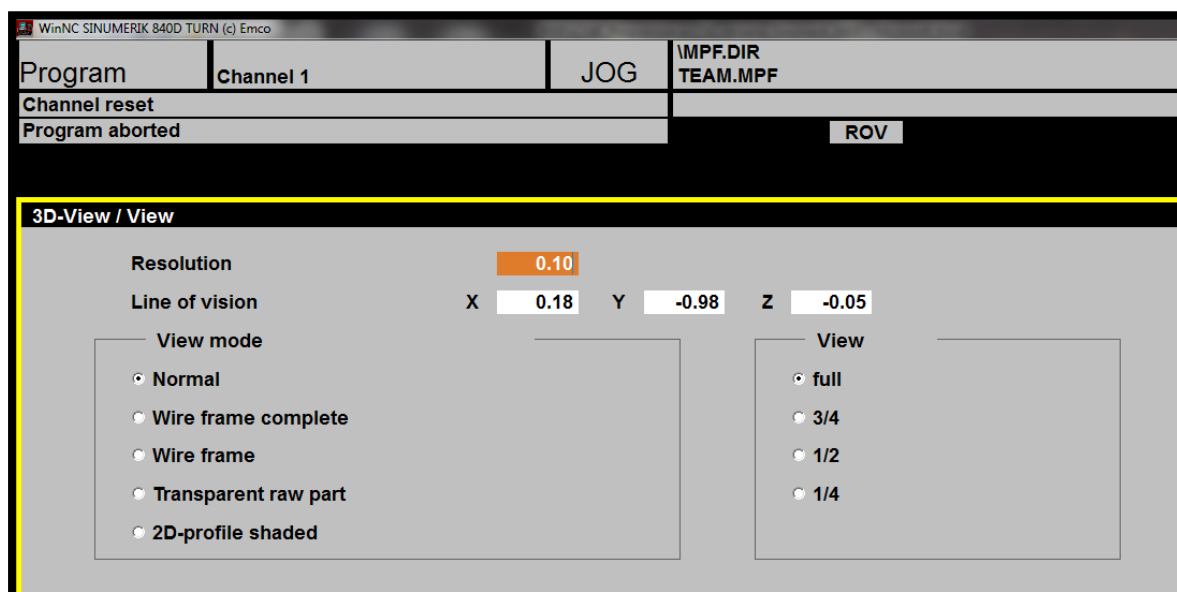 WinNC SINUMERIK 840D TURN (c) Emco
Program
Channel 1
JOG
\MPF.DIR
TEAM.MPF
Channel reset
Program aborted
ROV
3D-View / View
Resolution 0.10
Line of vision X 0.18 Y -0.98 Z -0.05
View mode
Normal
Wire frame complete
Wire frame
Transparent raw part
2D-profile shaded
View
full
3/4
1/2
1/4